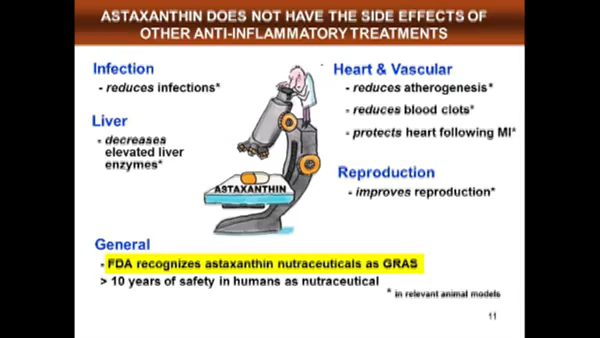 ASTAXANTHIN DOES NOT HAVE THE SIDE EFFECTS OF
OTHER ANTI-INFLAMMATORY TREATMENTS
Infection
- reduces infections*
Liver
- decreases
elevated liver
enzymes*
ASTAXANTHIN
Heart & Vascular
- reduces atherogenesis*
- reduces blood clots*
- protects heart following MI*
Reproduction
- improves reproduction*
General
- FDA recognizes astaxanthin nutraceuticals as GRAS
> 10 years of safety in humans as nutraceutical
* in relevant animal models
11